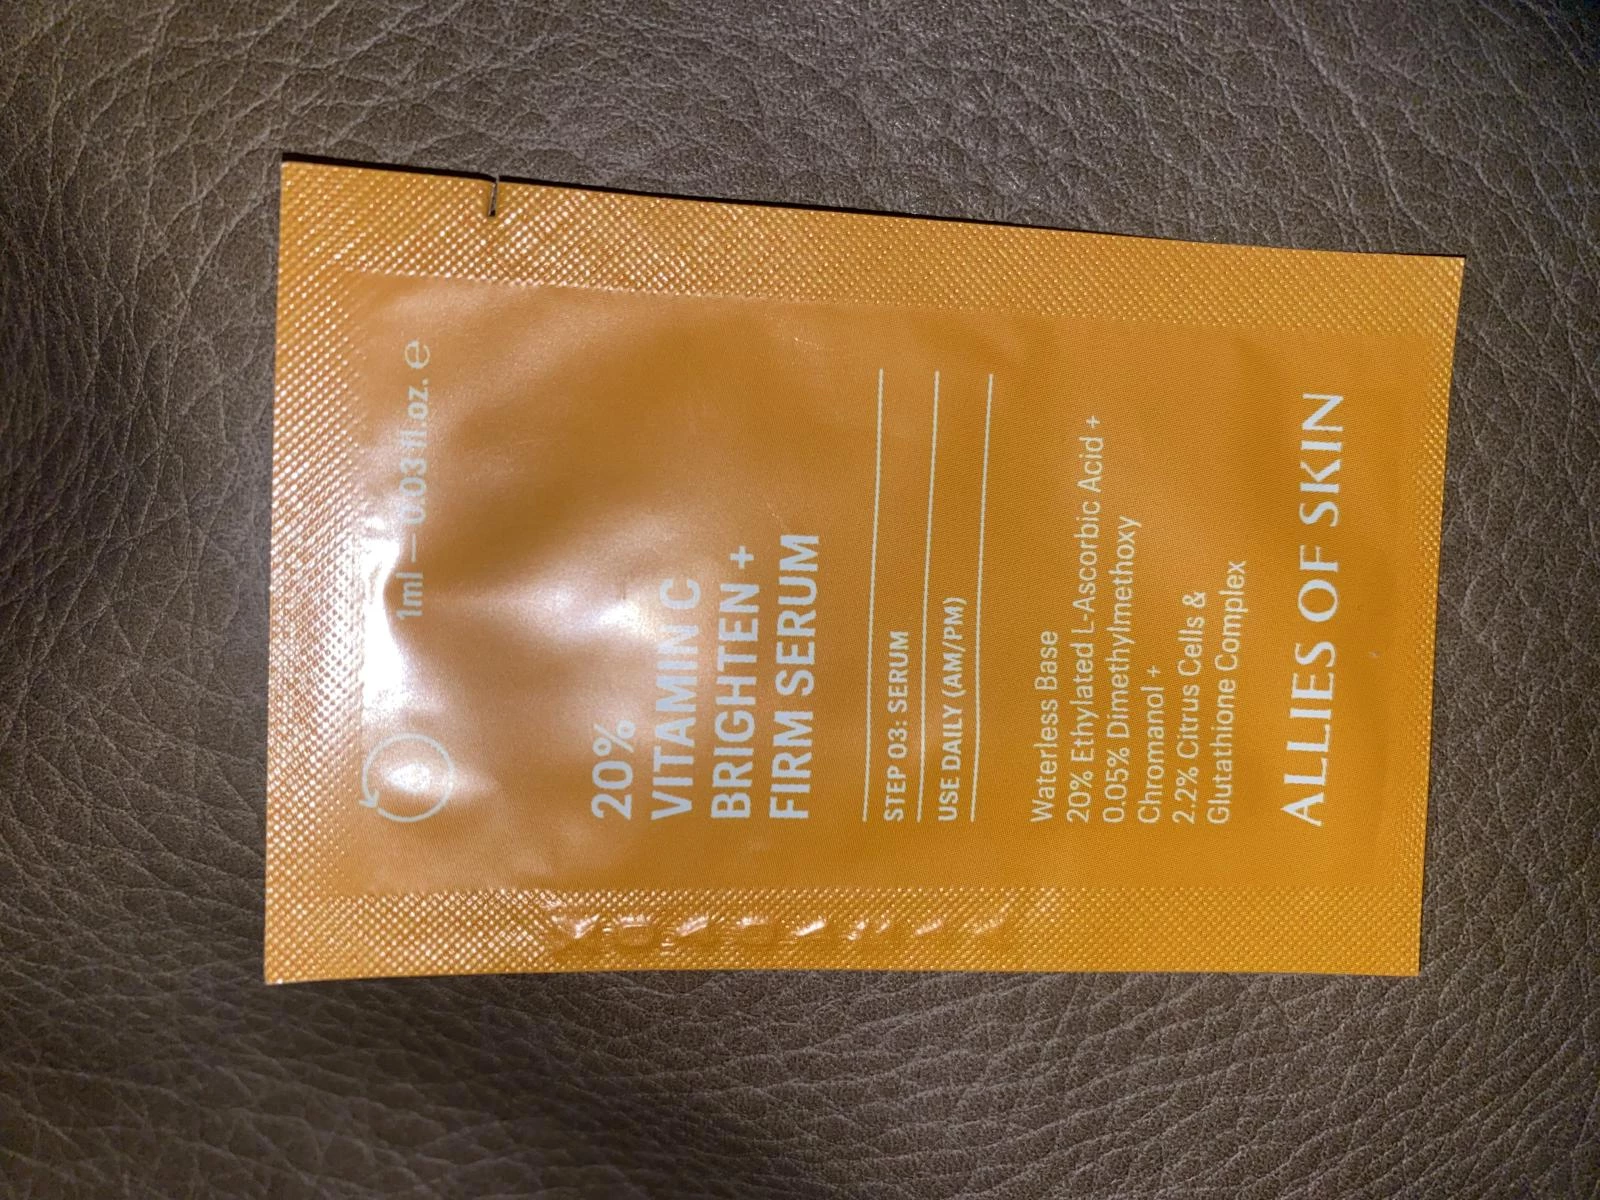 1ml — 0.03 fl.oz. ℮
20%
VITAMIN C
BRIGHTEN +
FIRM SERUM
STEP 03: SERUM
USE DAILY (AM/PM)
Waterless Base
20% Ethylated L-Ascorbic Acid +
0.05% Dimethylmethoxy
Chromanol +
2.2% Citrus Cells &
Glutathione Complex
ALLIES OF SKIN